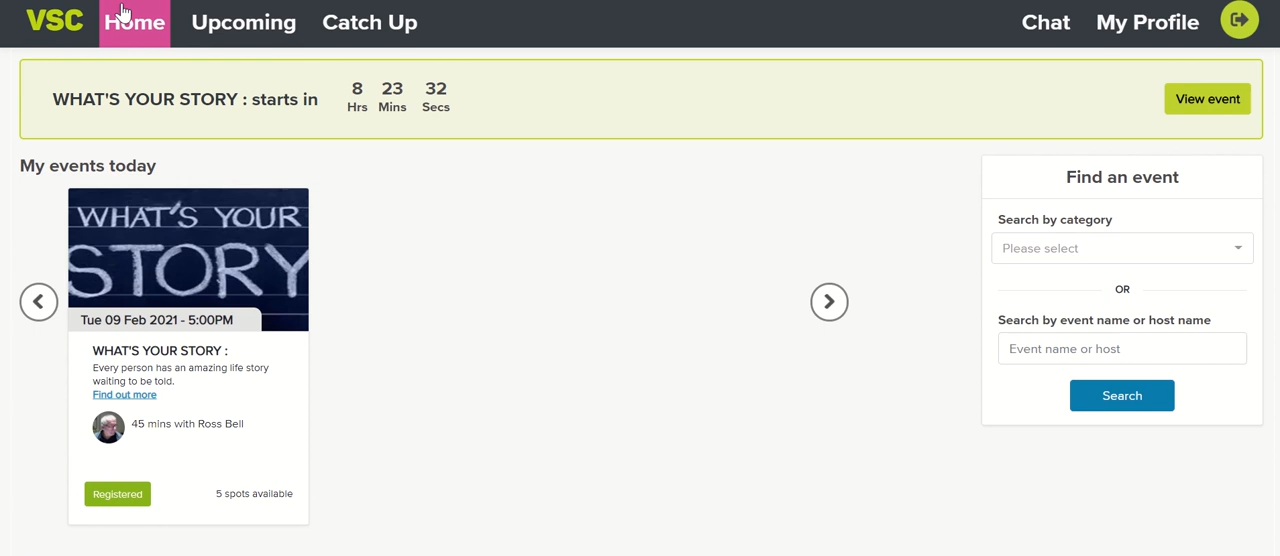 VSC Home Upcoming Catch Up Chat My Profile
WHAT'S YOUR STORY : starts in 8 Hrs 23 Mins 32 Secs View event
My events today
WHAT'S YOUR
STORY
Tue 09 Feb 2021 - 5:00PM
WHAT'S YOUR STORY :
Every person has an amazing life story
waiting to be told.
Find out more
45 mins with Ross Bell
Registered 5 spots available
Find an event
Search by category
Please select
OR
Search by event name or host name
Event name or host
Search